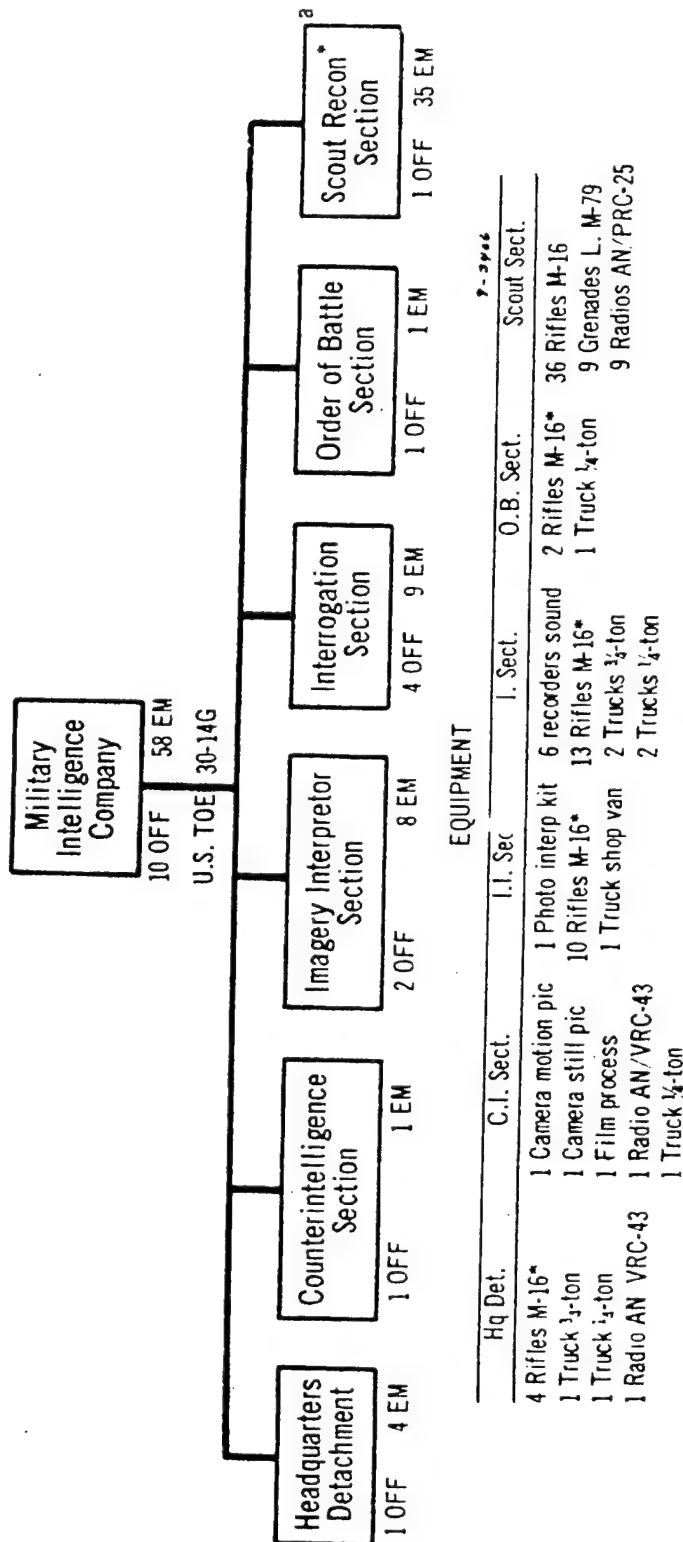 Military
Intelligence
Company
10 OFF 58 EM
U.S. TOE 30-14G
Headquarters
Detachment
1 OFF 4 EM
Counterintelligence
Section
1 OFF 1 EM
Imagery Interpretor
Section
2 OFF 8 EM
Interrogation
Section
4 OFF 9 EM
Order of Battle
Section
1 OFF 1 EM
Scout Recon*
Section
1 OFF 35 EM
a
EQUIPMENT
Hq Det.
4 Rifles M-16*
1 Truck ¾-ton
1 Truck ¼-ton
1 Radio AN VRC-43
C.I. Sect.
1 Camera motion pic
1 Camera still pic
1 Film process
1 Radio AN/VRC-43
1 Truck ¼-ton
I.I. Sec
1 Photo interp kit
10 Rifles M-16*
1 Truck shop van
I. Sect.
6 recorders sound
13 Rifles M-16*
2 Trucks ¾-ton
2 Trucks ¼-ton
O.B. Sect.
2 Rifles M-16*
1 Truck ¼-ton
Scout Sect.
36 Rifles M-16
9 Grenades L. M-79
9 Radios AN/PRC-25